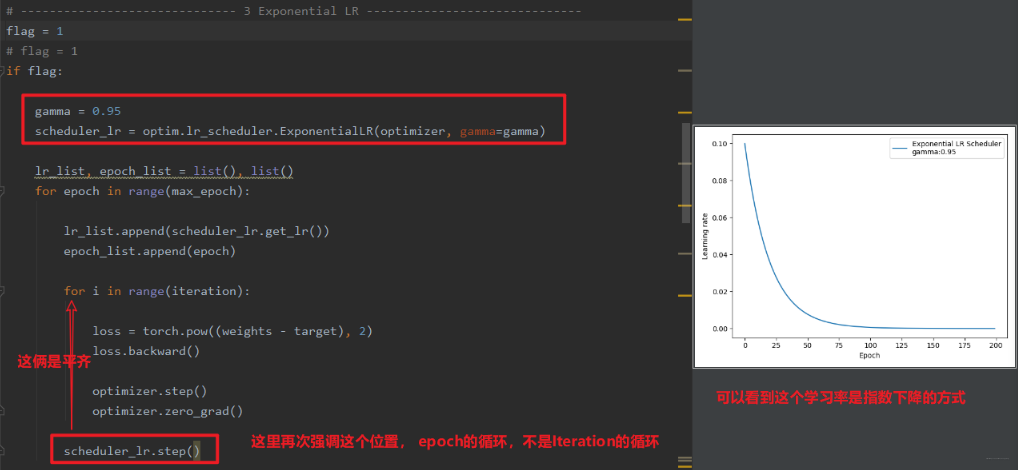 # ------------------------------ 3 Exponential LR ------------------------------
flag = 1
# flag = 1
if flag:
gamma = 0.95
scheduler_lr = optim.lr_scheduler.ExponentialLR(optimizer, gamma=gamma)
lr_list, epoch_list = list(), list()
for epoch in range(max_epoch):
lr_list.append(scheduler_lr.get_lr())
epoch_list.append(epoch)
for i in range(iteration):
loss = torch.pow((weights - target), 2)
loss.backward()
这俩是平齐
optimizer.step()
optimizer.zero_grad()
scheduler_lr.step()
这里再次强调这个位置， epoch的循环，不是Iteration的循环
Exponential LR Scheduler
gamma:0.95
Learning rate
0.10
0.08
0.06
0.04
0.02
0.00
0 25 50 75 100 125 150 175 200
Epoch
可以看到这个学习率是指数下降的方式